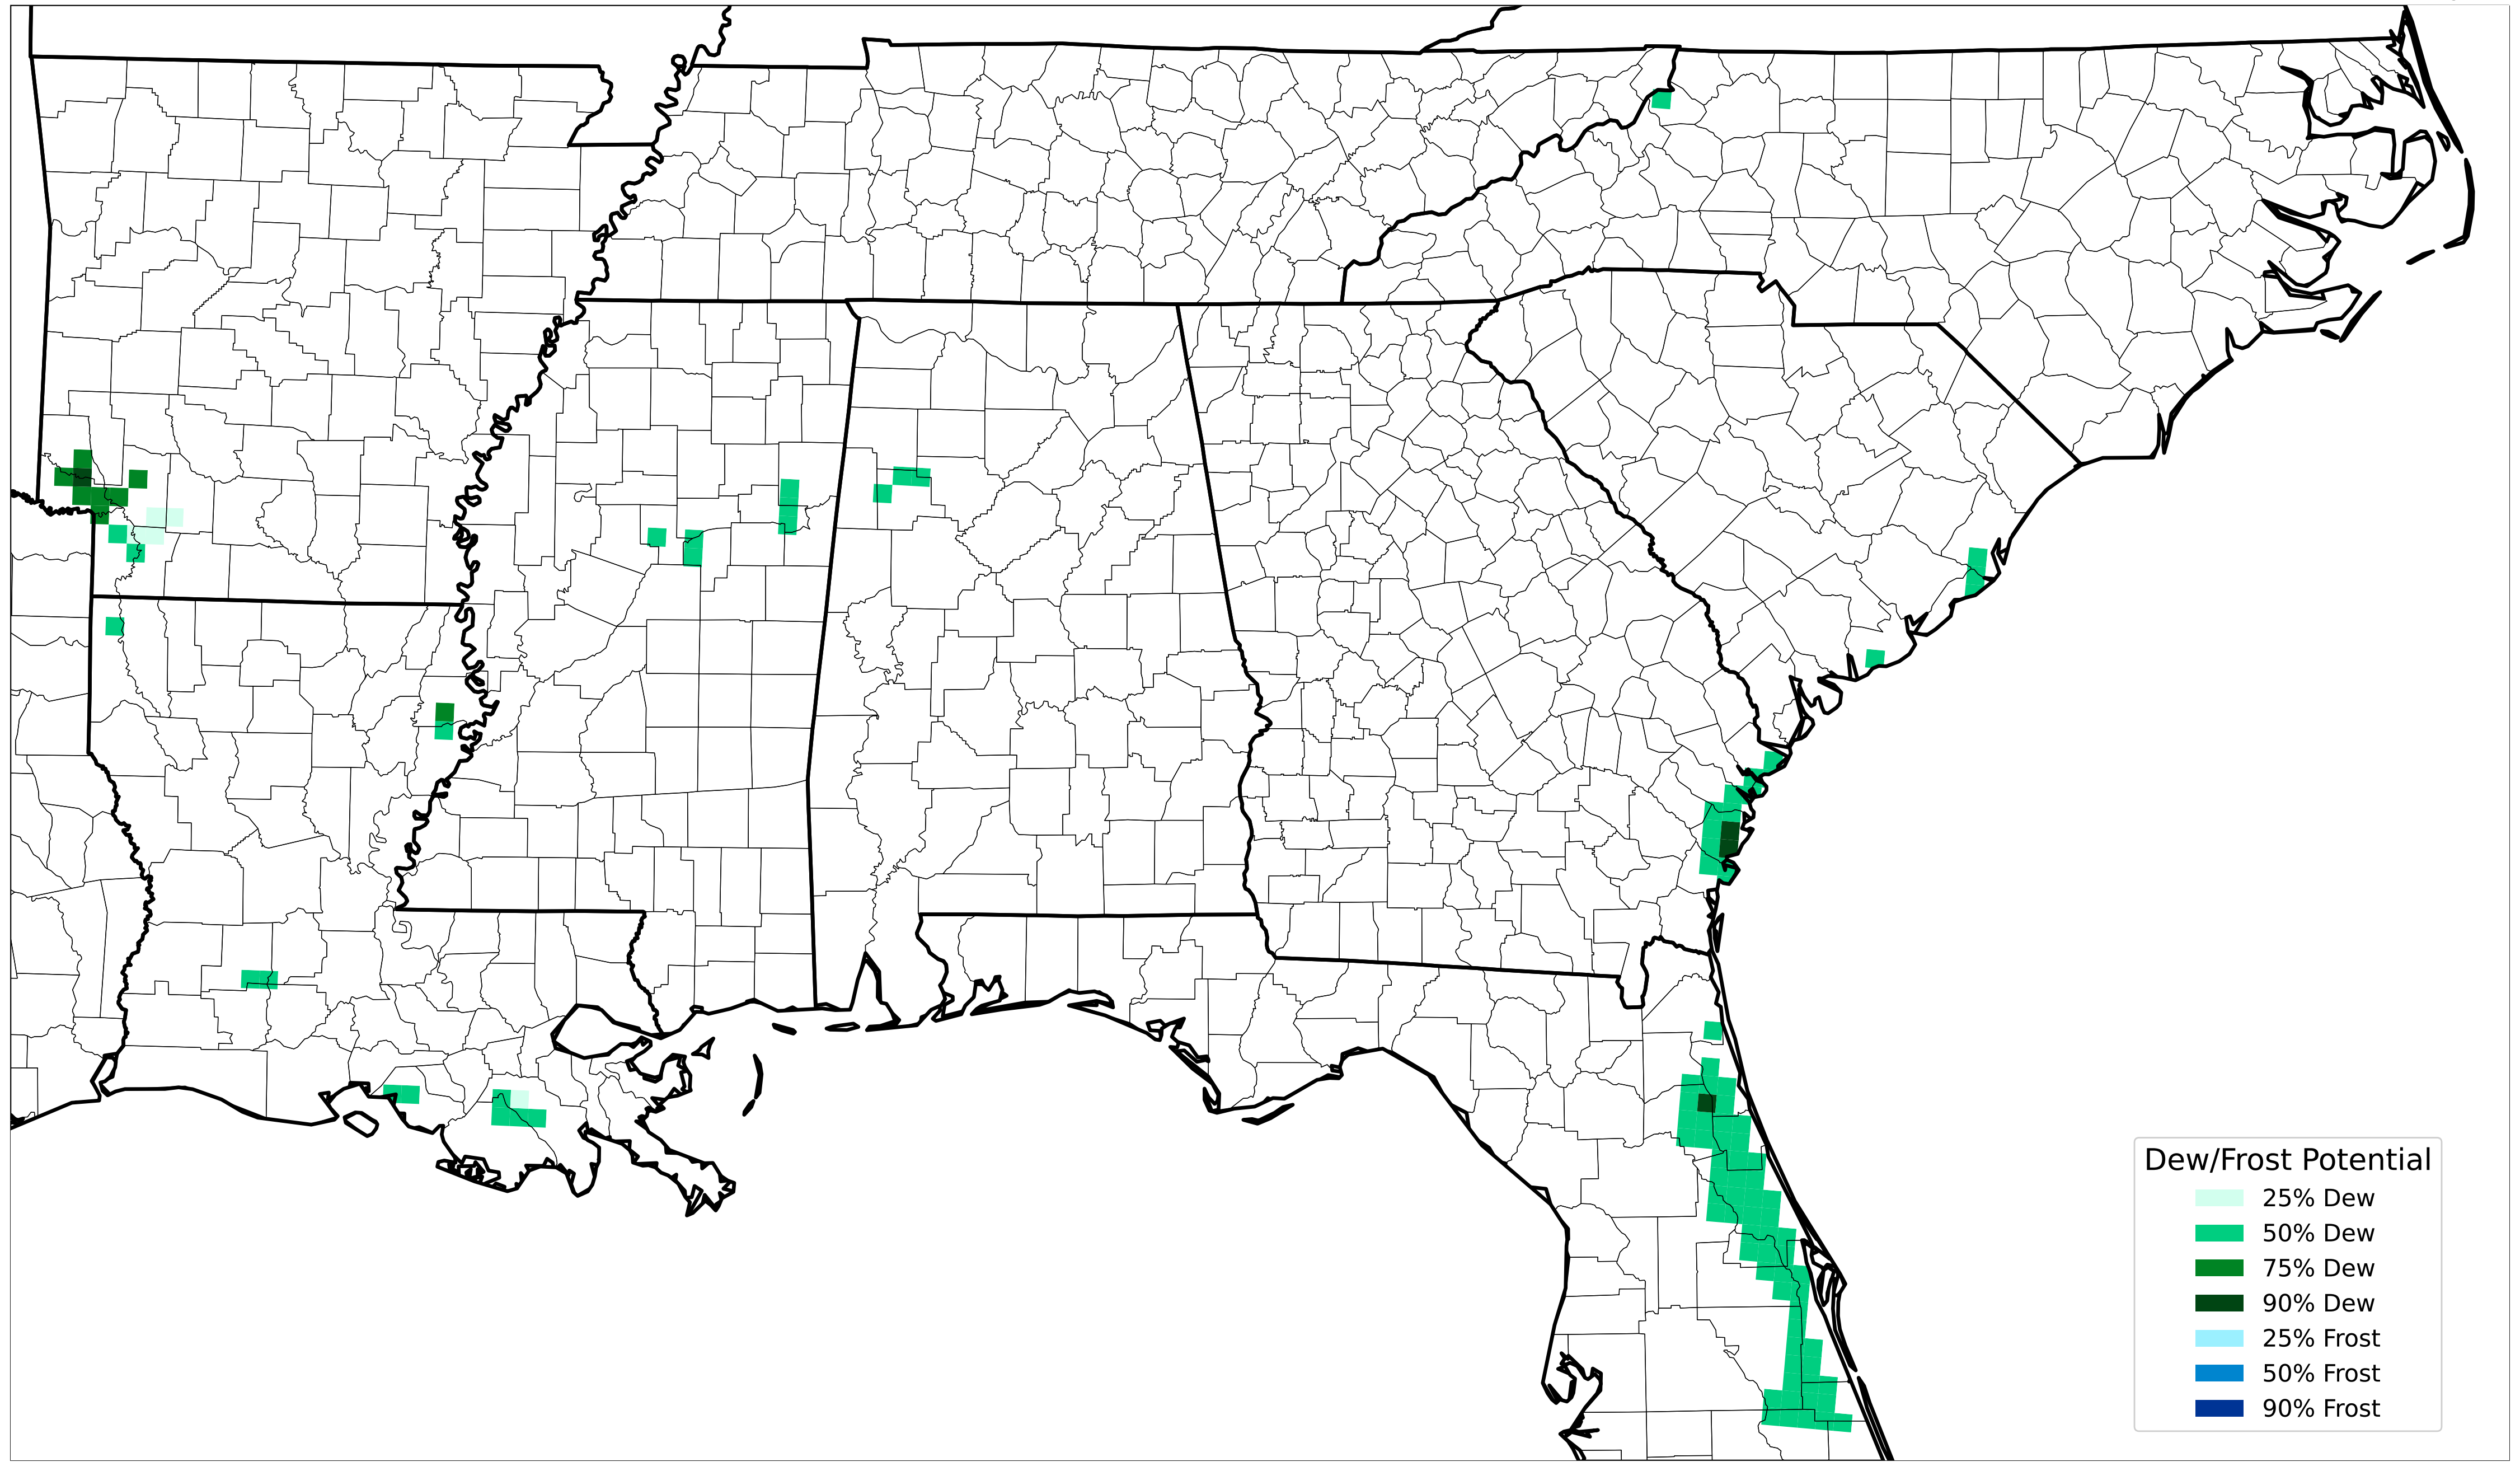 Dew/Frost Potential
25% Dew
50% Dew
75% Dew
90% Dew
25% Frost
50% Frost
90% Frost